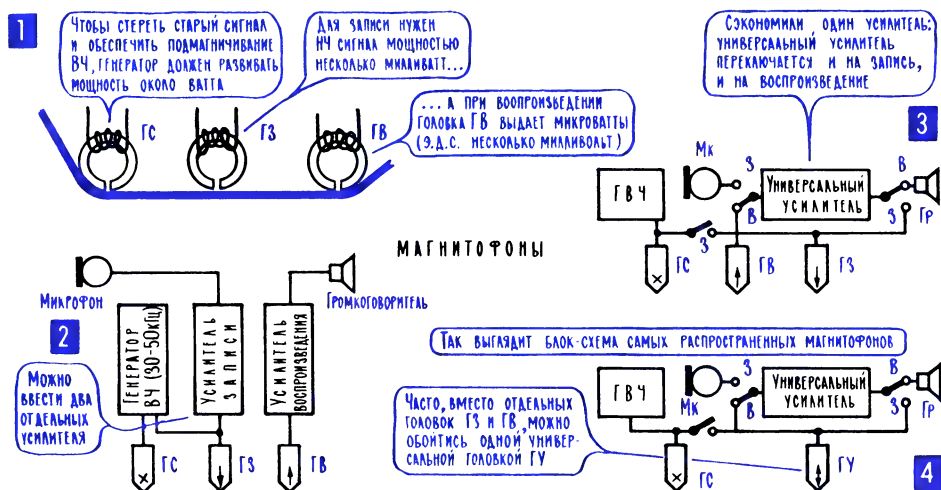 1
Чтобы стереть старый сигнал
и обеспечить подмагничивание
ВЧ, генератор должен развивать
мощность около ватта
Для записи нужен
НЧ сигнал мощностью
несколько милливатт...
... а при воспроизведении
головка ГВ выдает микроватты
(э.д.с. несколько милливольт)
ГС
ГЗ
ГВ
МАГНИТОФОНЫ
2
Микрофон
Громкоговоритель
Генератор
ВЧ (30-50кГц)
Усилитель
записи
Усилитель
воспроизведения
Можно
ввести два
отдельных
усилителя
ГС
ГЗ
ГВ
Сэкономили один усилитель:
универсальный усилитель
переключается и на запись,
и на воспроизведение
3
ГВЧ
Мк
З
В
Универсальный
усилитель
В
З
Гр
З
ГС
ГВ
ГЗ
Так выглядит блок-схема самых распространенных магнитофонов
ГВЧ
Мк
З
В
Универсальный
усилитель
В
З
Гр
Часто, вместо отдельных
головок ГЗ и ГВ, можно
обойтись одной универ-
сальной головкой ГУ
ГС
ГУ
4